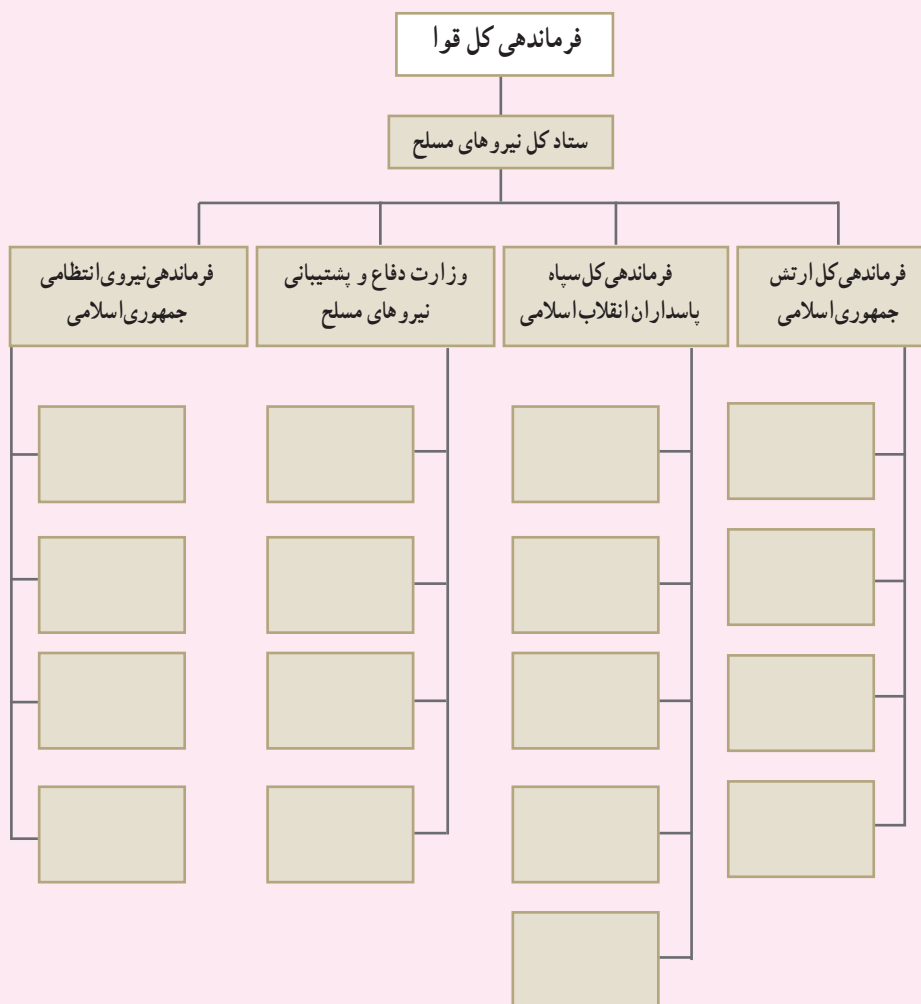 فرماندهی کل قوا
ستاد کل نیروهای مسلح
فرماندهی کل ارتش
جمهوری اسلامی
فرماندهی کل سپاه
پاسداران انقلاب اسلامی
وزارت دفاع و پشتیبانی
نیروهای مسلح
فرماندهی نیروی انتظامی
جمهوری اسلامی